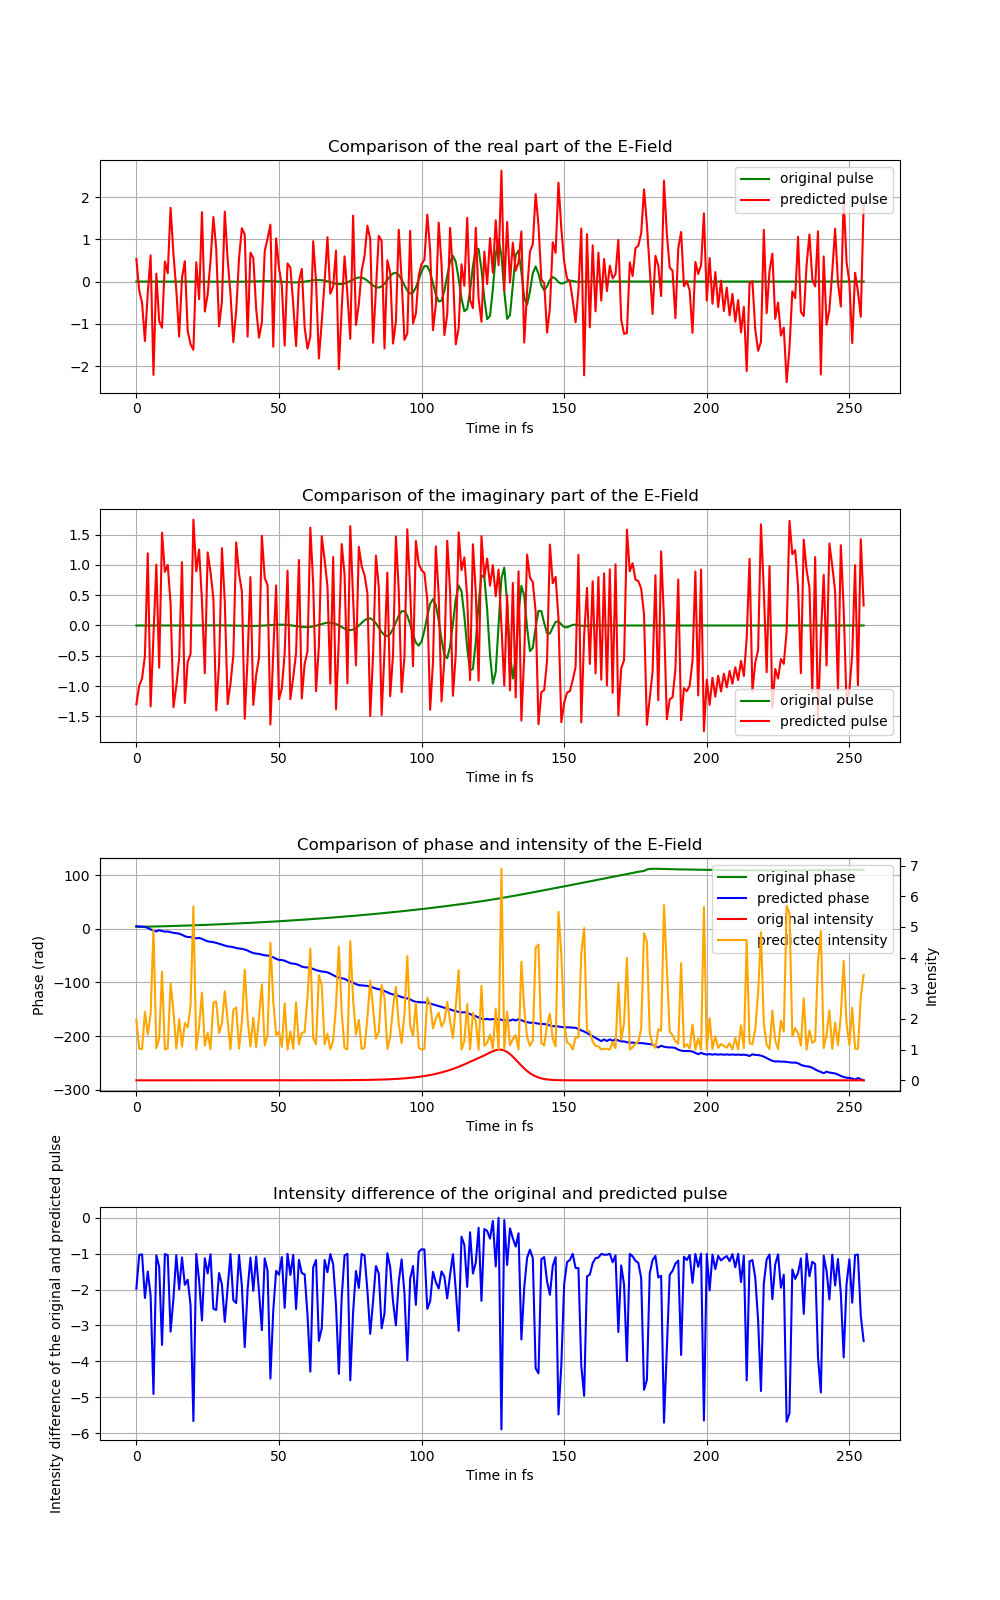 Comparison of the real part of the E-Field
original pulse
predicted pulse
2
1
0
−1
−2
0 50 100 150 200 250
Time in fs
Comparison of the imaginary part of the E-Field
1.5
1.0
0.5
0.0
−0.5
−1.0
−1.5
original pulse
predicted pulse
0 50 100 150 200 250
Time in fs
Comparison of phase and intensity of the E-Field
Phase (rad)
100
0
−100
−200
−300
original phase
predicted phase
original intensity
predicted intensity
7
6
5
4
3
2
1
0
Intensity
0 50 100 150 200 250
Time in fs
Intensity difference of the original and predicted pulse
Intensity difference of the original and predicted pulse
0
−1
−2
−3
−4
−5
−6
0 50 100 150 200 250
Time in fs